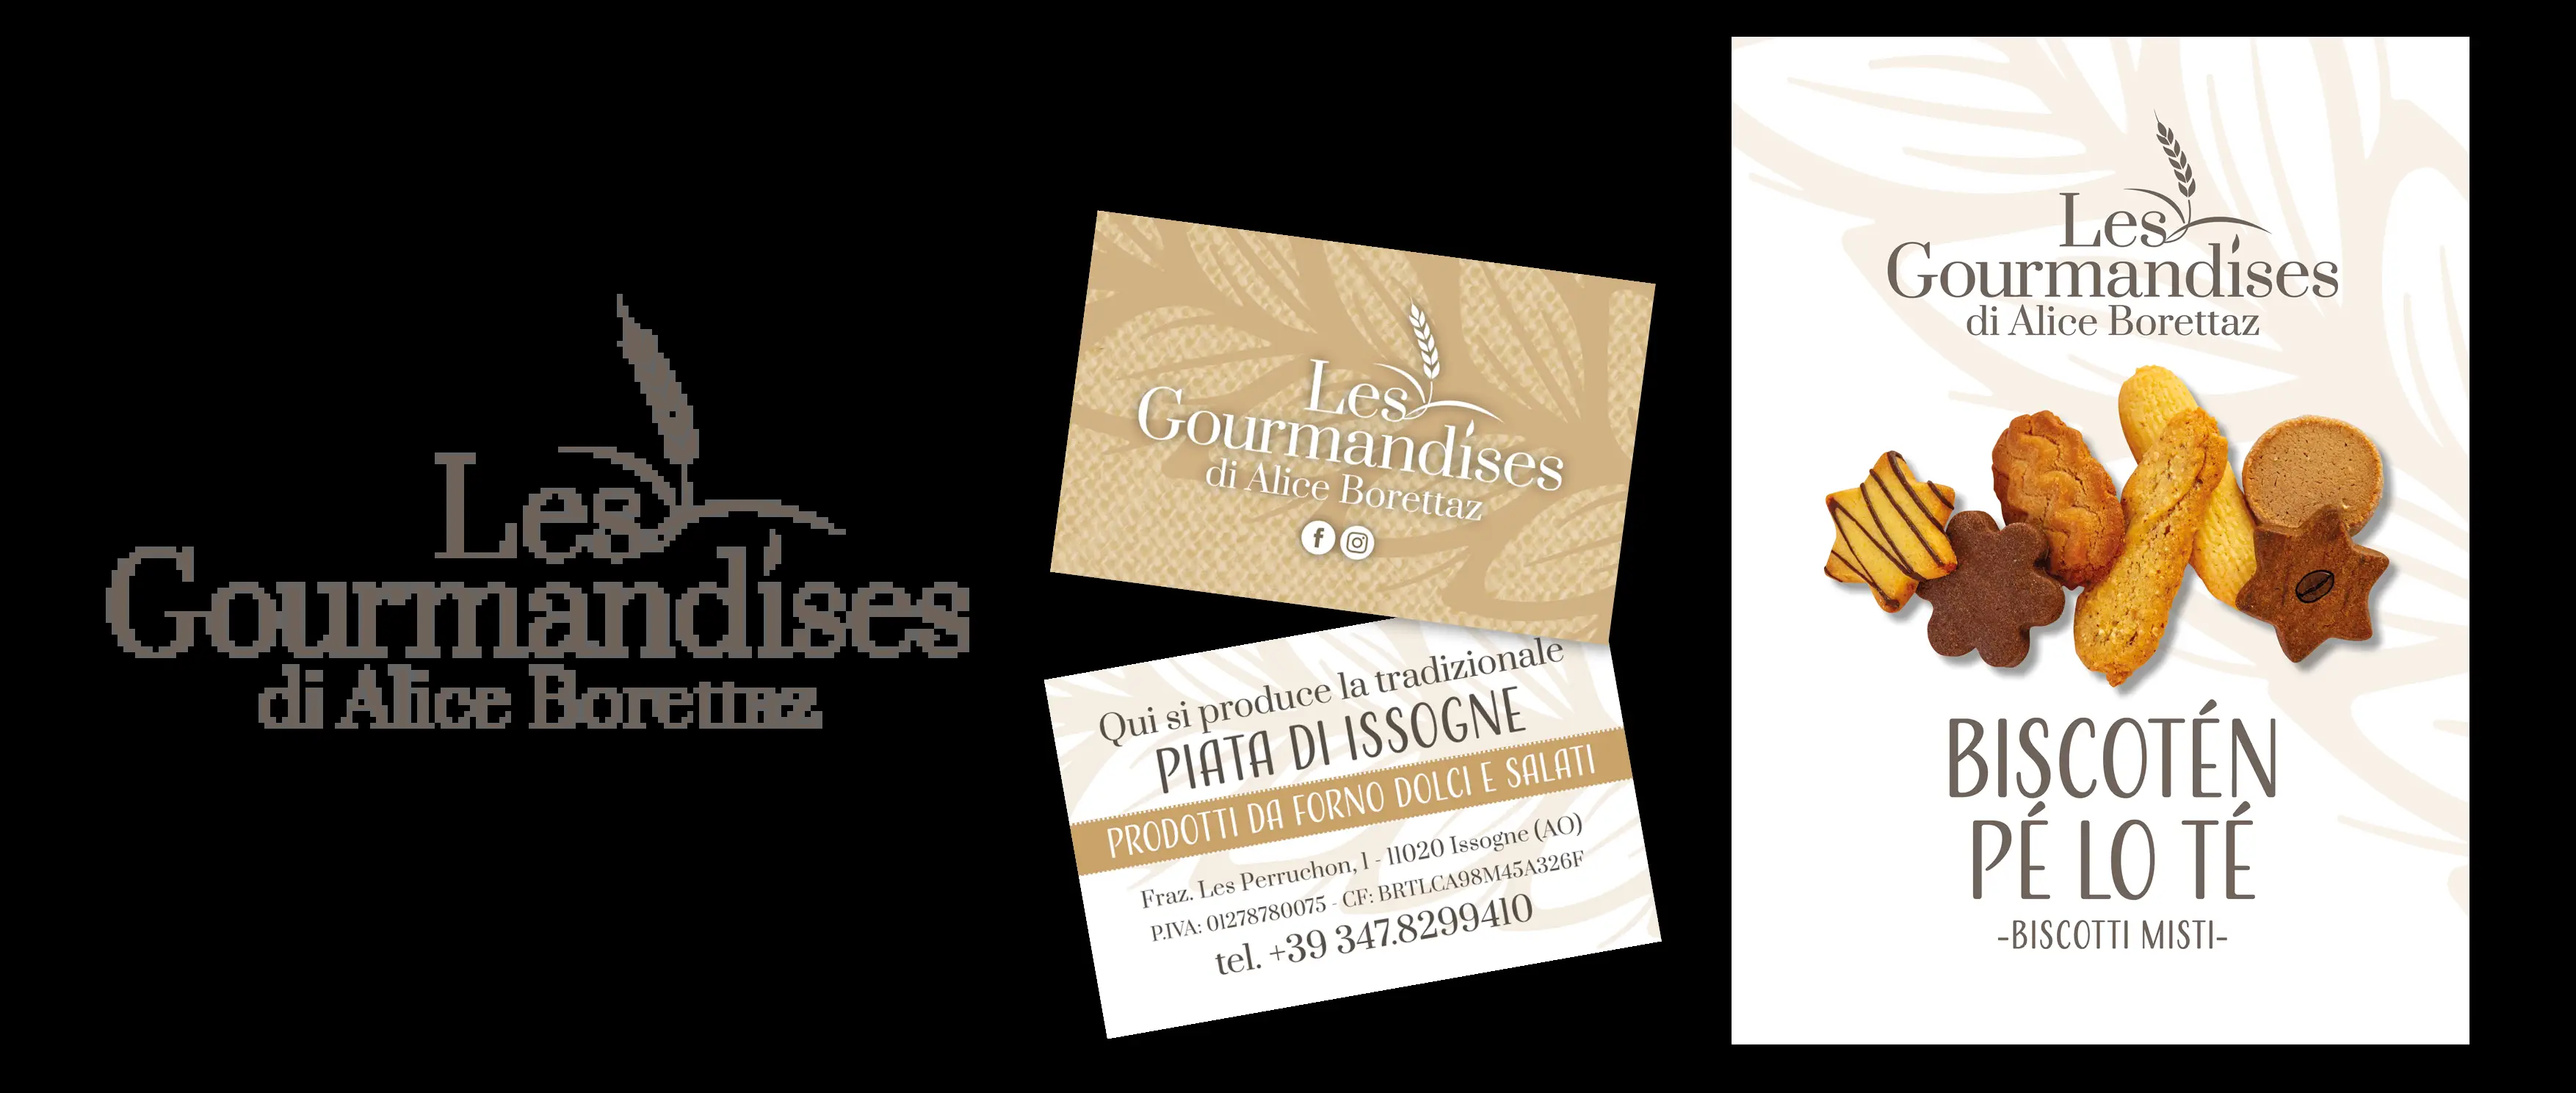 Les
Gourmandises
di Alice Borettaz
Les
Gourmandises
di Alice Borettaz
Qui si produce la tradizionale
PIATA DI ISSOGNE
PRODOTTI DA FORNO DOLCI E SALATI
Fraz. Les Perruchon, 1 - 11020 Issogne (AO)
P.IVA: 01278780075 - CF: BRTLCA98M45A326F
tel. +39 347.8299410
Les
Gourmandises
di Alice Borettaz
BISCOTÉN
PÉ LO TÉ
-BISCOTTI MISTI-